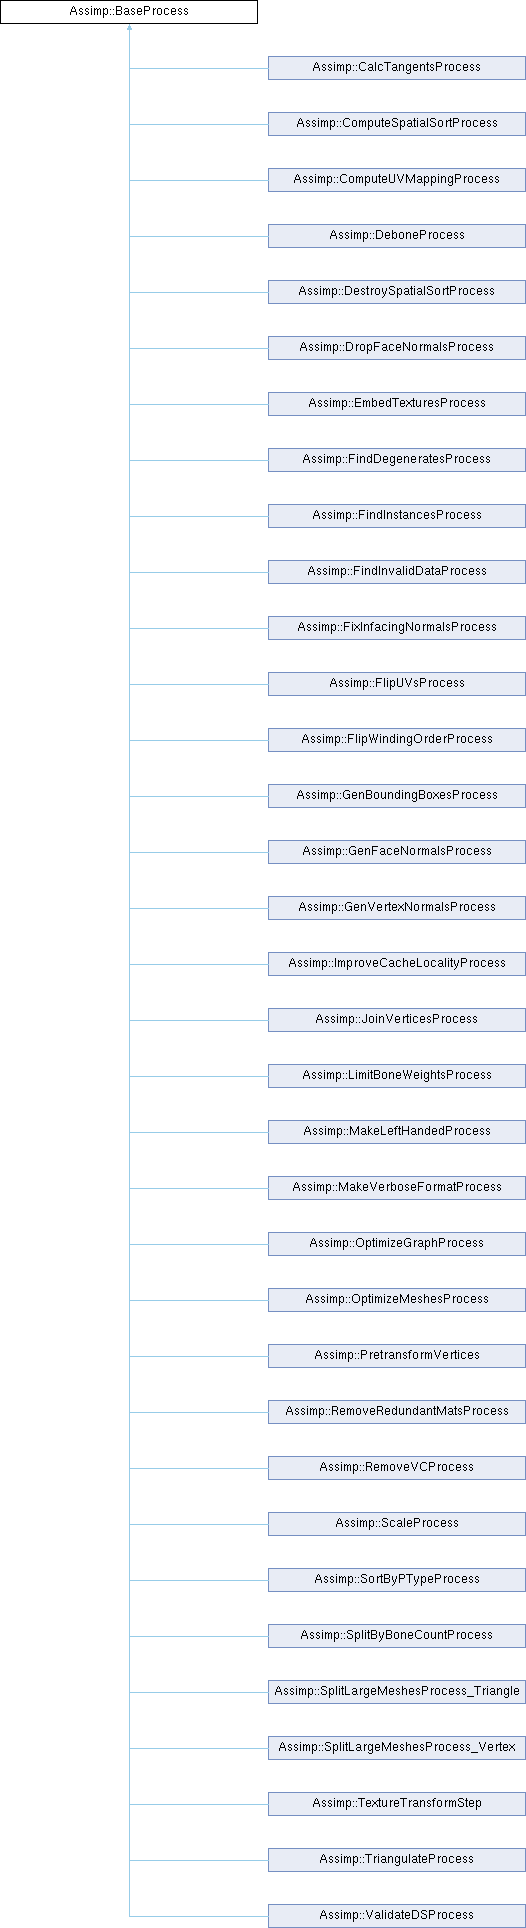 Assimp::BaseProcess
Assimp::CalcTangentsProcess
Assimp::ComputeSpatialSortProcess
Assimp::ComputeUVMappingProcess
Assimp::DeboneProcess
Assimp::DestroySpatialSortProcess
Assimp::DropFaceNormalsProcess
Assimp::EmbedTexturesProcess
Assimp::FindDegeneratesProcess
Assimp::FindInstancesProcess
Assimp::FindInvalidDataProcess
Assimp::FixInfacingNormalsProcess
Assimp::FlipUVsProcess
Assimp::FlipWindingOrderProcess
Assimp::GenBoundingBoxesProcess
Assimp::GenFaceNormalsProcess
Assimp::GenVertexNormalsProcess
Assimp::ImproveCacheLocalityProcess
Assimp::JoinVerticesProcess
Assimp::LimitBoneWeightsProcess
Assimp::MakeLeftHandedProcess
Assimp::MakeVerboseFormatProcess
Assimp::OptimizeGraphProcess
Assimp::OptimizeMeshesProcess
Assimp::PretransformVertices
Assimp::RemoveRedundantMatsProcess
Assimp::RemoveVCProcess
Assimp::ScaleProcess
Assimp::SortByPTypeProcess
Assimp::SplitByBoneCountProcess
Assimp::SplitLargeMeshesProcess_Triangle
Assimp::SplitLargeMeshesProcess_Vertex
Assimp::TextureTransformStep
Assimp::TriangulateProcess
Assimp::ValidateDSProcess